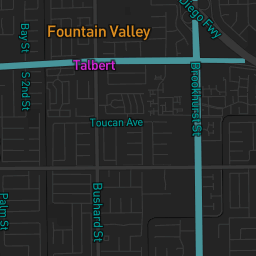 Diego Fwy
Fountain Valley
Bay St
S 2nd St
Talbert
Brookhurst St
Toucan Ave
Palm St
Bushard St